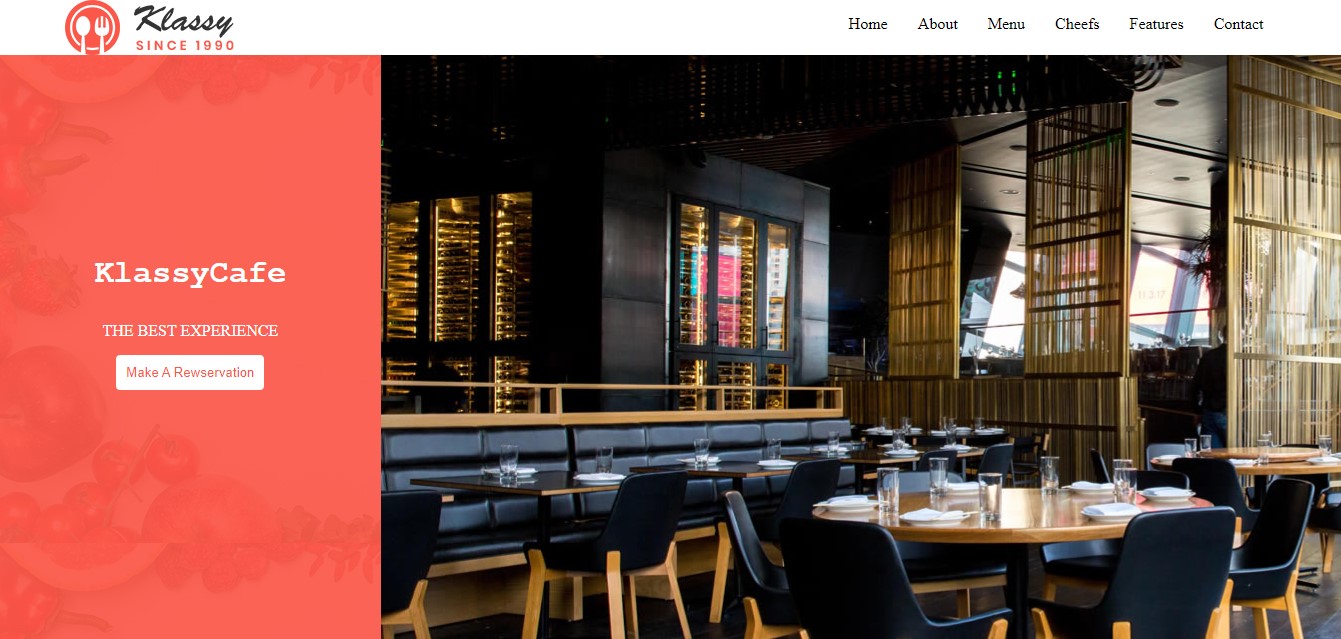 Klassy
SINCE 1990
Home About Menu Cheefs Features Contact
KlassyCafe
THE BEST EXPERIENCE
Make A Rewservation